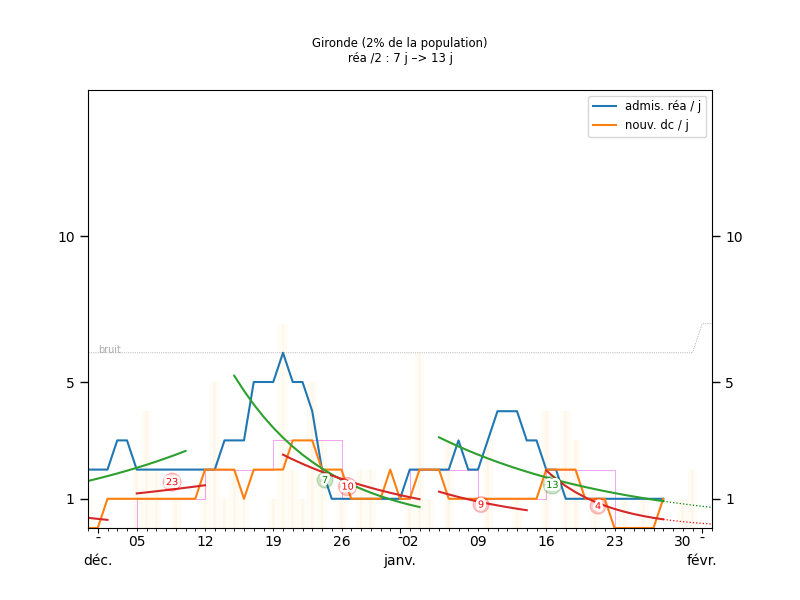 Gironde (2% de la population)
réa /2 : 7 j –> 13 j
admis. réa / j
nouv. dc / j
10 10
bruit
5 5
23 7 10 9 13 4
1 1
- 05 12 19 26 - 02 09 16 23 30 -
déc. janv. févr.